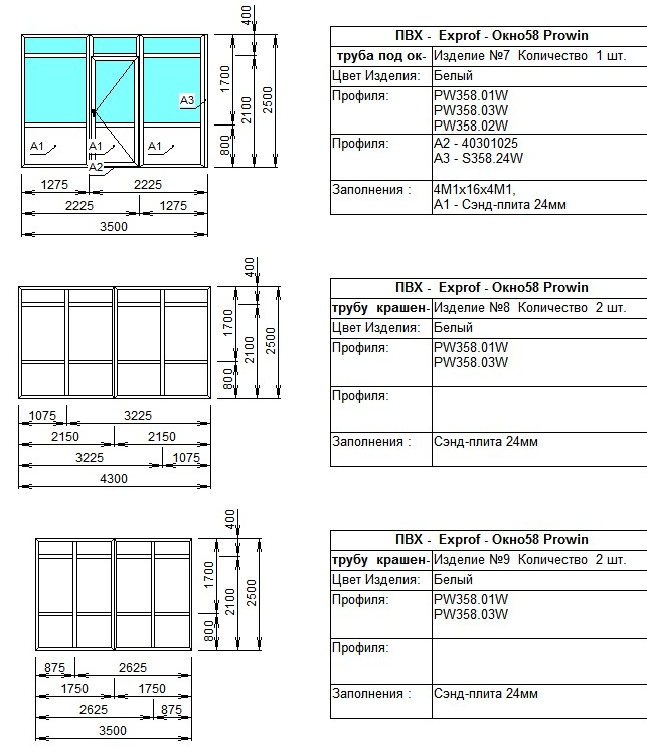 400
1700
2100
2500
800
A3
A1
A1
A1
A2
1275
2225
2225
1275
3500
ПВХ - Exprof - Окно58 Prowin
труба под ок- Изделие №7 Количество 1 шт.
Цвет Изделия: Белый
Профиля: PW358.01W
PW358.03W
PW358.02W
Профиля: A2 - 40301025
A3 - S358.24W
Заполнения : 4M1x16x4M1,
A1 - Сэнд-плита 24мм
400
1700
2100
2500
800
1075
3225
2150
2150
3225
1075
4300
ПВХ - Exprof - Окно58 Prowin
трубу крашен- Изделие №8 Количество 2 шт.
Цвет Изделия: Белый
Профиля: PW358.01W
PW358.03W
Профиля:
Заполнения : Сэнд-плита 24мм
400
1700
2100
2500
800
875
2625
1750
1750
2625
875
3500
ПВХ - Exprof - Окно58 Prowin
трубу крашен- Изделие №9 Количество 2 шт.
Цвет Изделия: Белый
Профиля: PW358.01W
PW358.03W
Профиля:
Заполнения : Сэнд-плита 24мм